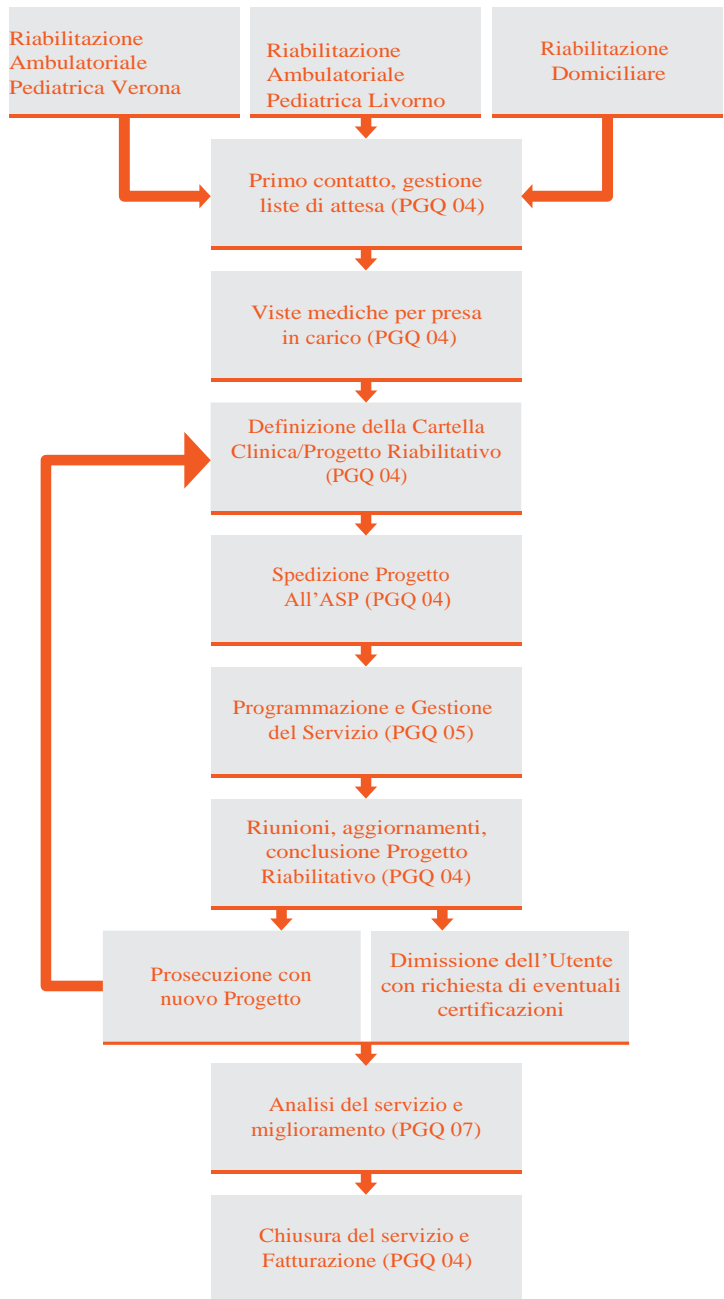 Riabilitazione
Ambulatoriale
Pediatrica Verona
Riabilitazione
Ambulatoriale
Pediatrica Livorno
Riabilitazione
Domiciliare
Primo contatto, gestione
liste di attesa (PGQ 04)
Viste mediche per presa
in carico (PGQ 04)
Definizione della Cartella
Clinica/Progetto Riabilitativo
(PGQ 04)
Spedizione Progetto
All’ASP (PGQ 04)
Programmazione e Gestione
del Servizio (PGQ 05)
Riunioni, aggiornamenti,
conclusione Progetto
Riabilitativo (PGQ 04)
Prosecuzione con
nuovo Progetto
Dimissione dell’Utente
con richiesta di eventuali
certificazioni
Analisi del servizio e
miglioramento (PGQ 07)
Chiusura del servizio e
Fatturazione (PGQ 04)